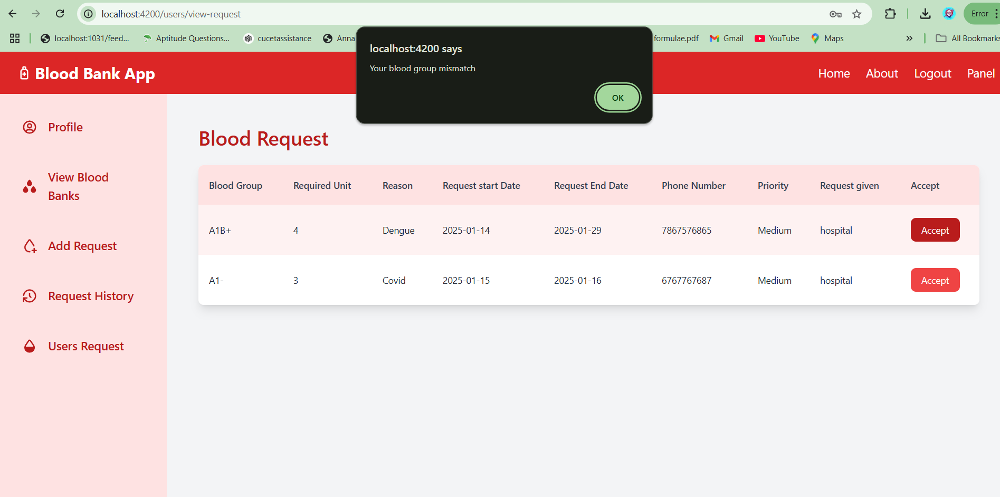 localhost:4200/users/view-request
Error
localhost:1031/feed...
Aptitude Questions...
cucetassistance
Anna
formulae.pdf
Gmail
YouTube
Maps
All Bookmarks
localhost:4200 says
Your blood group mismatch
OK
Blood Bank App
Home
About
Logout
Panel
Profile
View Blood
Banks
Add Request
Request History
Users Request
Blood Request
Blood Group Required Unit Reason Request start Date Request End Date Phone Number Priority Request given Accept
A1B+ 4 Dengue 2025-01-14 2025-01-29 7867576865 Medium hospital Accept
A1- 3 Covid 2025-01-15 2025-01-16 6767767687 Medium hospital Accept